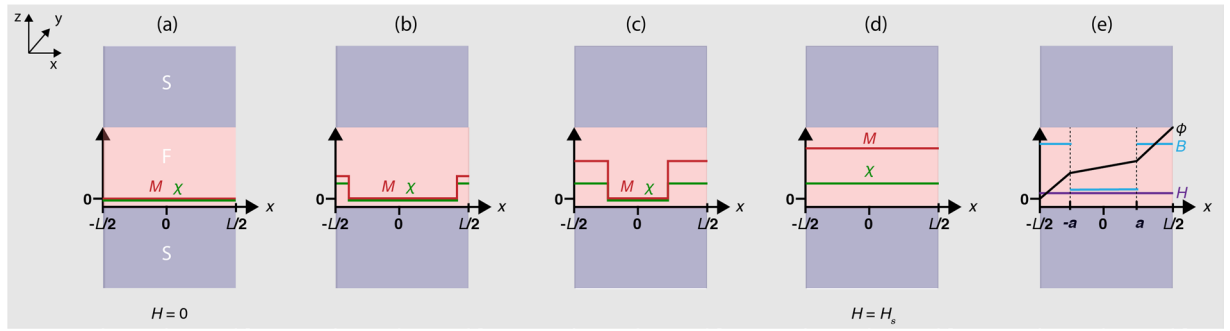 (a) (b) (c) (d) (e)
z
y
x
S
F
M χ
0
x
-L/2 0 L/2
S
H = 0
M χ
0
x
-L/2 0 L/2
M χ
0
x
-L/2 0 L/2
M
χ
0
x
-L/2 0 L/2
H = Hs
ϕ
B
H
0
x
-L/2 -a 0 a L/2